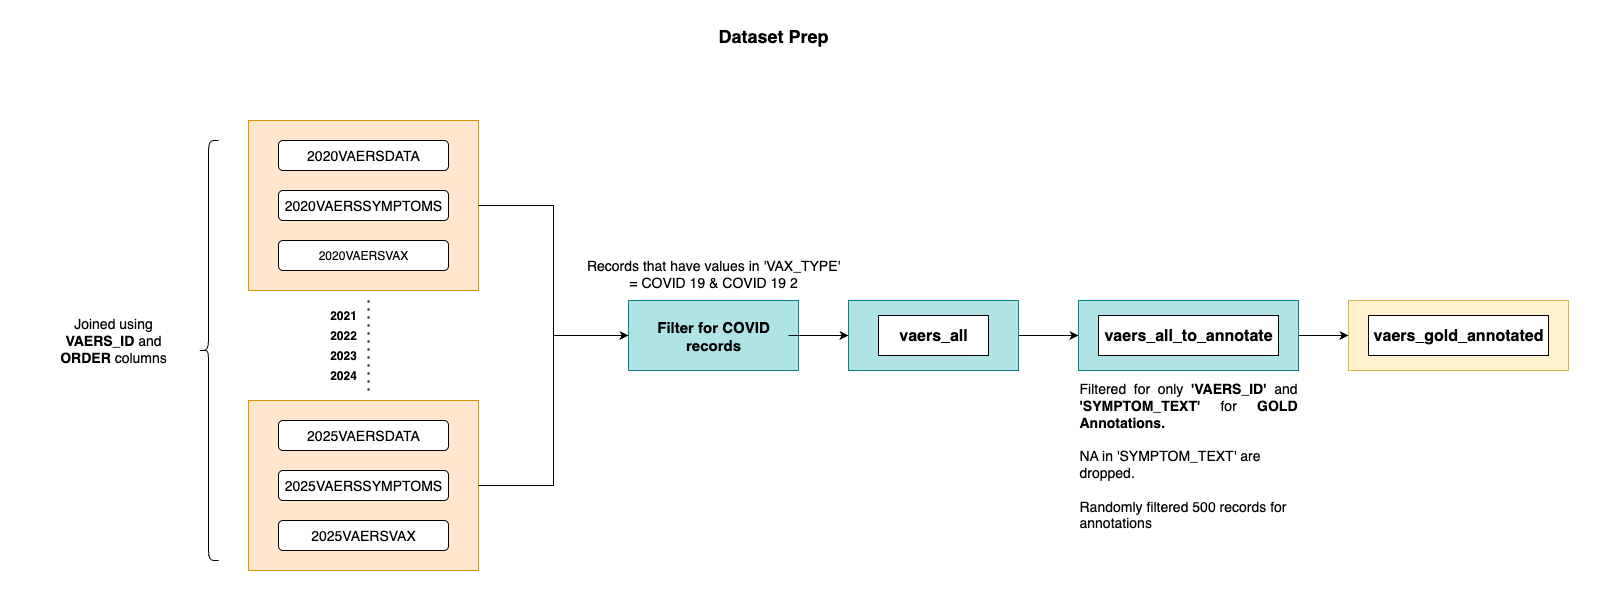 Dataset Prep
2020VAERSDATA
2020VAERSSYMPTOMS
2020VAERSVAX
2021
2022
2023
2024
Joined using
VAERS_ID and
ORDER columns
2025VAERSDATA
2025VAERSSYMPTOMS
2025VAERSVAX
Records that have values in 'VAX_TYPE'
= COVID 19 & COVID 19 2
Filter for COVID
records
vaers_all
vaers_all_to_annotate
Filtered for only 'VAERS_ID' and
'SYMPTOM_TEXT' for GOLD
Annotations.
NA in 'SYMPTOM_TEXT' are
dropped.
Randomly filtered 500 records for
annotations
vaers_gold_annotated